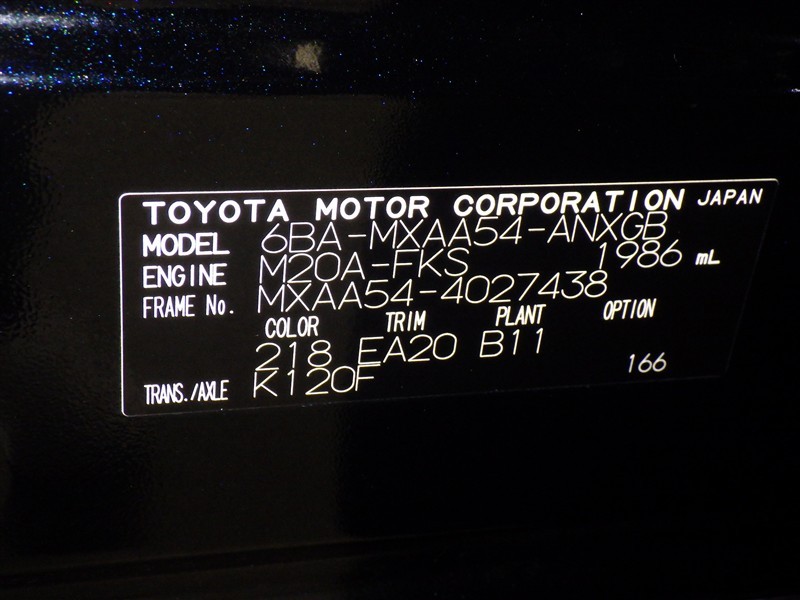 TOYOTA MOTOR CORPORATION JAPAN
MODEL 6BA-MXAA54-ANXGB
ENGINE M20A-FKS 1986 mL
FRAME No. MXAA54-4027438
COLOR TRIM PLANT OPTION
218 EA20 B11
TRANS./AXLE K120F 166